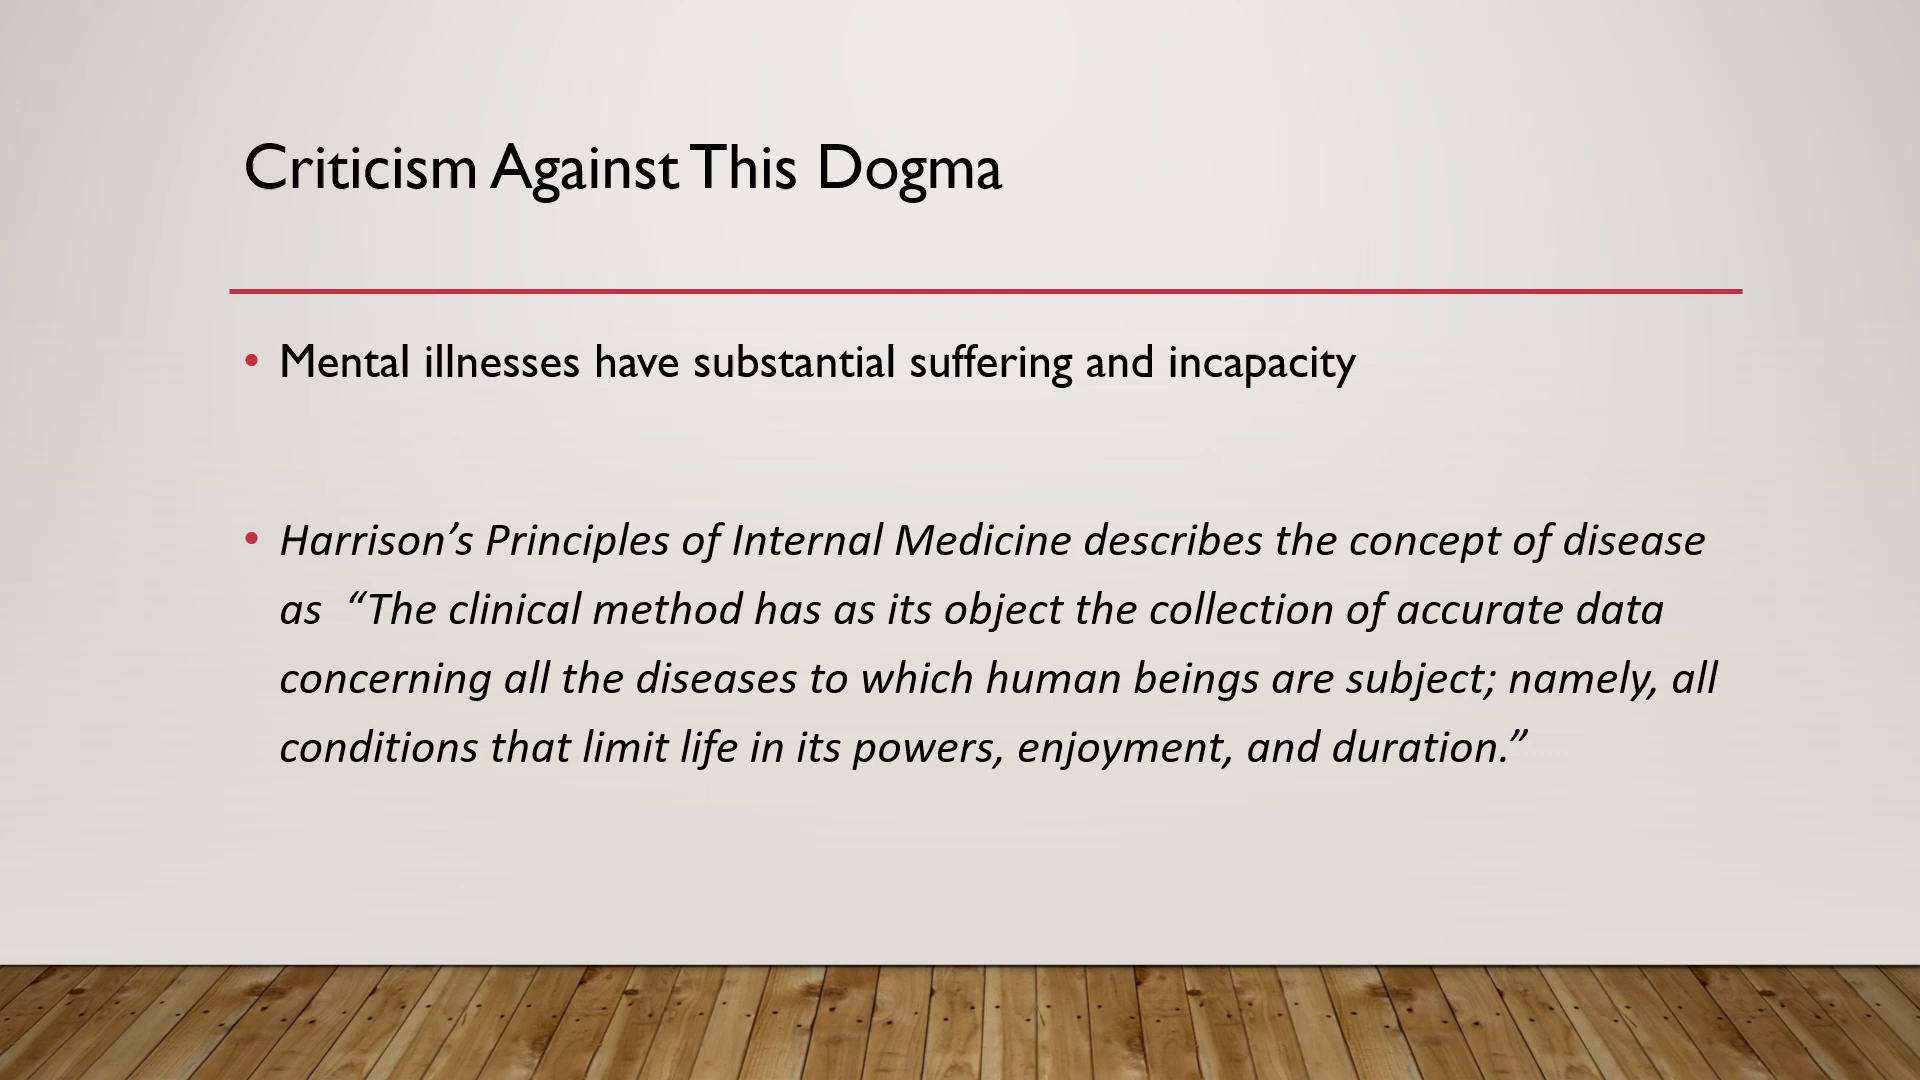 Criticism Against This Dogma
• Mental illnesses have substantial suffering and incapacity
• Harrison’s Principles of Internal Medicine describes the concept of disease
as “The clinical method has as its object the collection of accurate data
concerning all the diseases to which human beings are subject; namely, all
conditions that limit life in its powers, enjoyment, and duration.”